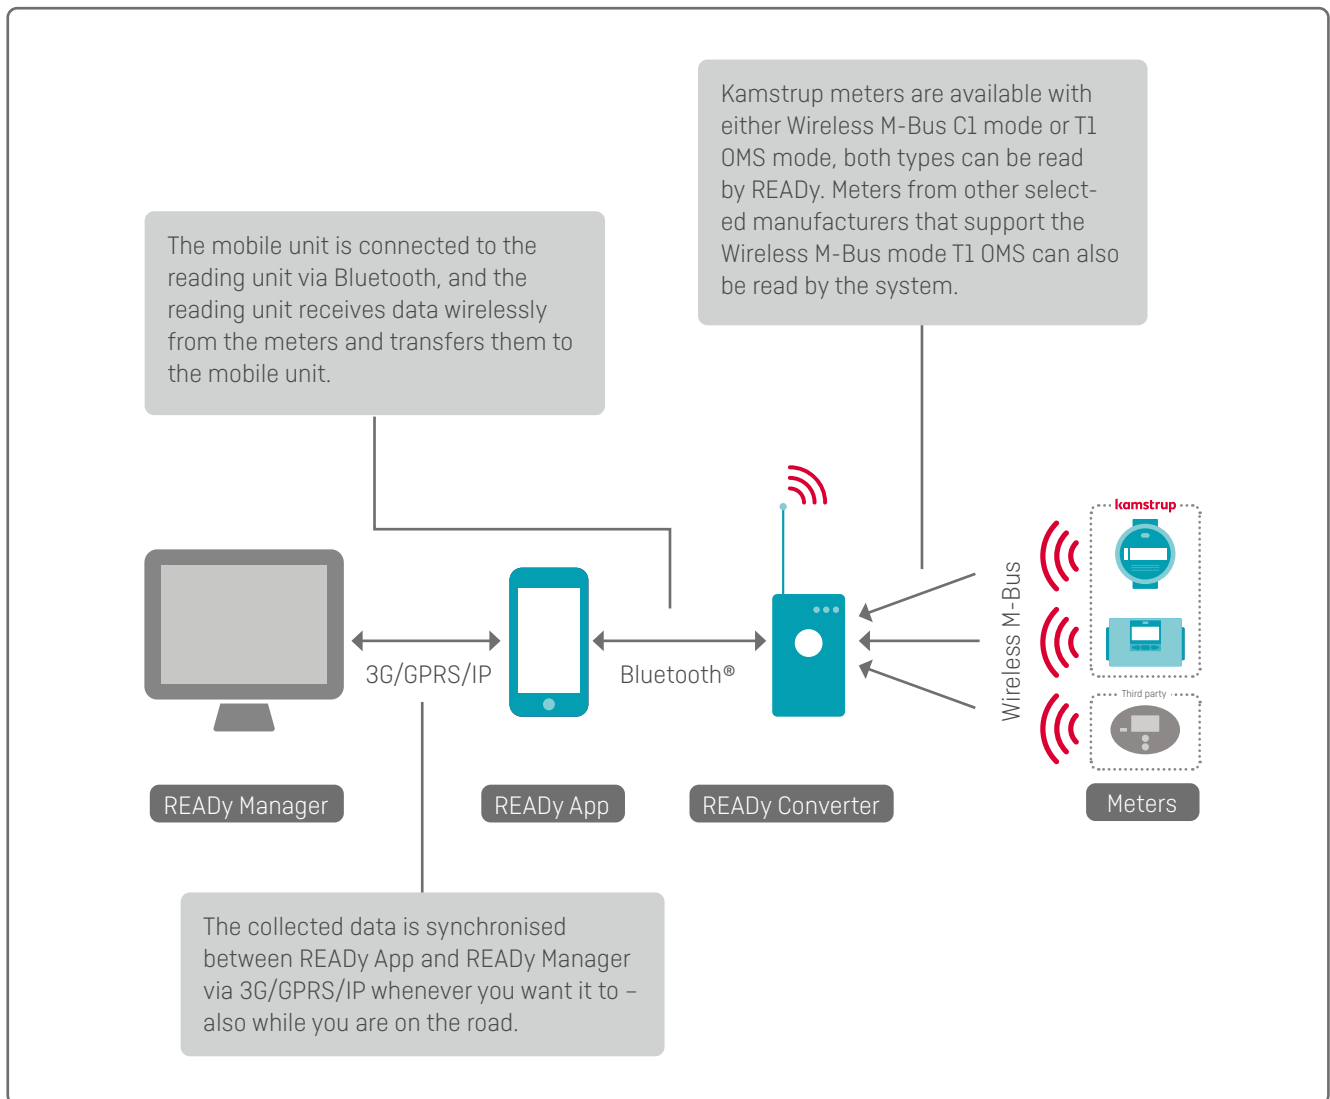 Kamstrup meters are available with
either Wireless M-Bus C1 mode or T1
OMS mode, both types can be read
by READy. Meters from other select-
ed manufacturers that support the
Wireless M-Bus mode T1 OMS can also
be read by the system.
The mobile unit is connected to the
reading unit via Bluetooth, and the
reading unit receives data wirelessly
from the meters and transfers them to
the mobile unit.
kamstrup
Wireless M-Bus
3G/GPRS/IP
Bluetooth®
Third party
READy Manager
READy App
READy Converter
Meters
The collected data is synchronised
between READy App and READy Manager
via 3G/GPRS/IP whenever you want it to –
also while you are on the road.